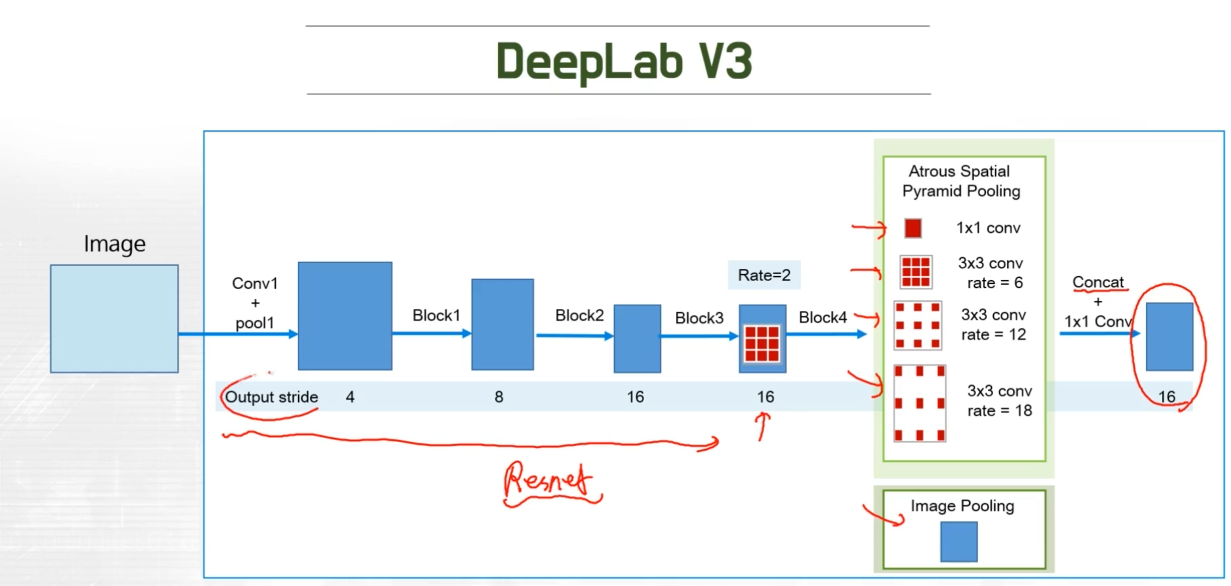 DeepLab V3
Image
Conv1
+
pool1
Block1
Block2
Block3
Rate=2
Block4
Atrous Spatial
Pyramid Pooling
1x1 conv
3x3 conv
rate = 6
3x3 conv
rate = 12
3x3 conv
rate = 18
Concat
+
1x1 Conv
Output stride 4 8 16 16 16
Resnet
Image Pooling